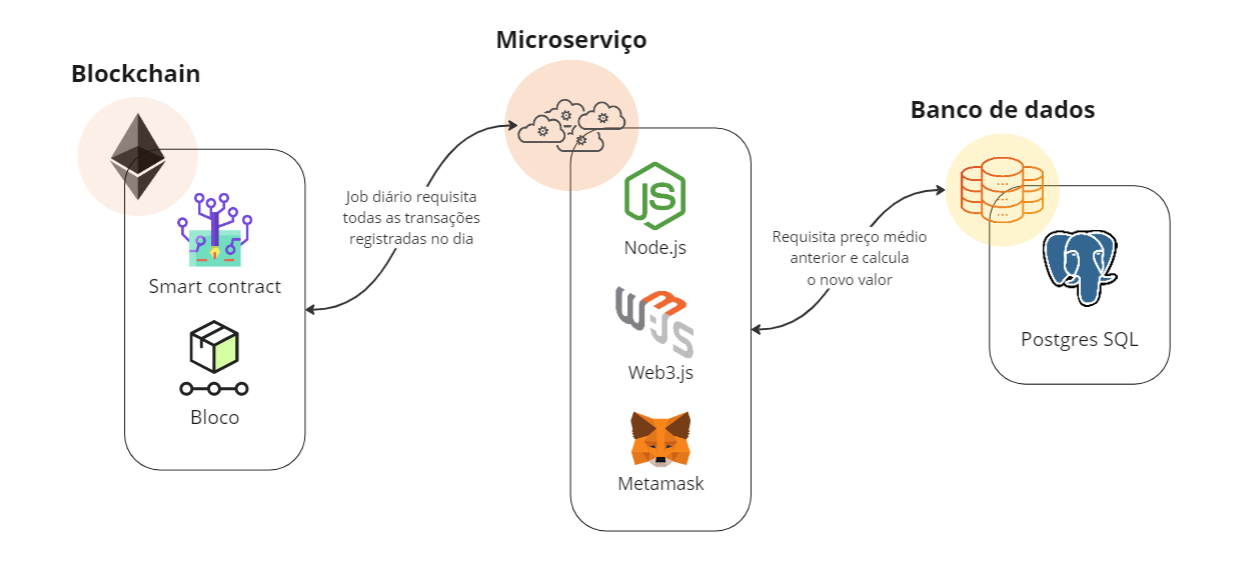 Blockchain
Smart contract
Bloco
Job diário requisita
todas as transações
registradas no dia
Microserviço
JS
Node.js
W3JS
Web3.js
Metamask
Requisita preço médio
anterior e calcula
o novo valor
Banco de dados
Postgres SQL